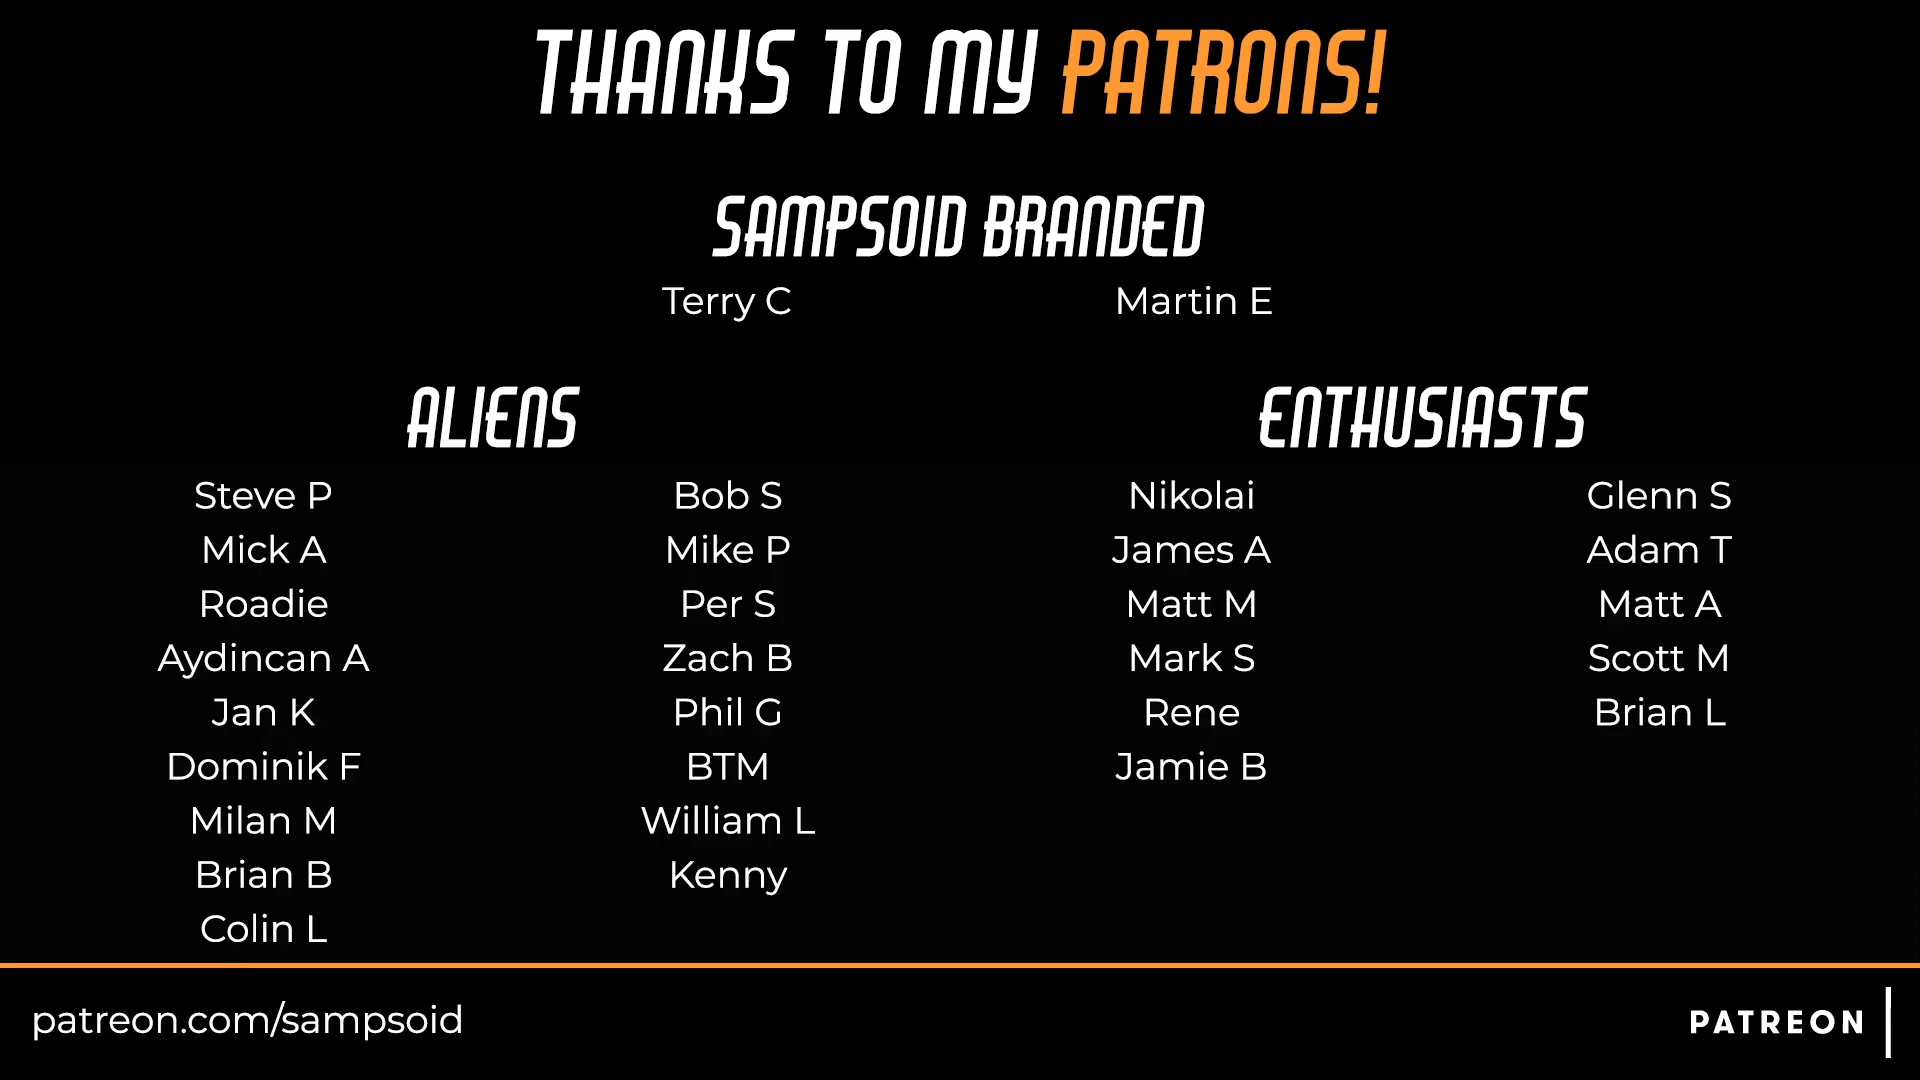 THANKS TO MY PATRONS!
SAMPSOID BRANDED
Terry C Martin E
ALIENS ENTHUSIASTS
Steve P Bob S Nikolai Glenn S
Mick A Mike P James A Adam T
Roadie Per S Matt M Matt A
Aydincan A Zach B Mark S Scott M
Jan K Phil G Rene Brian L
Dominik F BTM Jamie B
Milan M William L
Brian B Kenny
Colin L
patreon.com/sampsoid PATREON